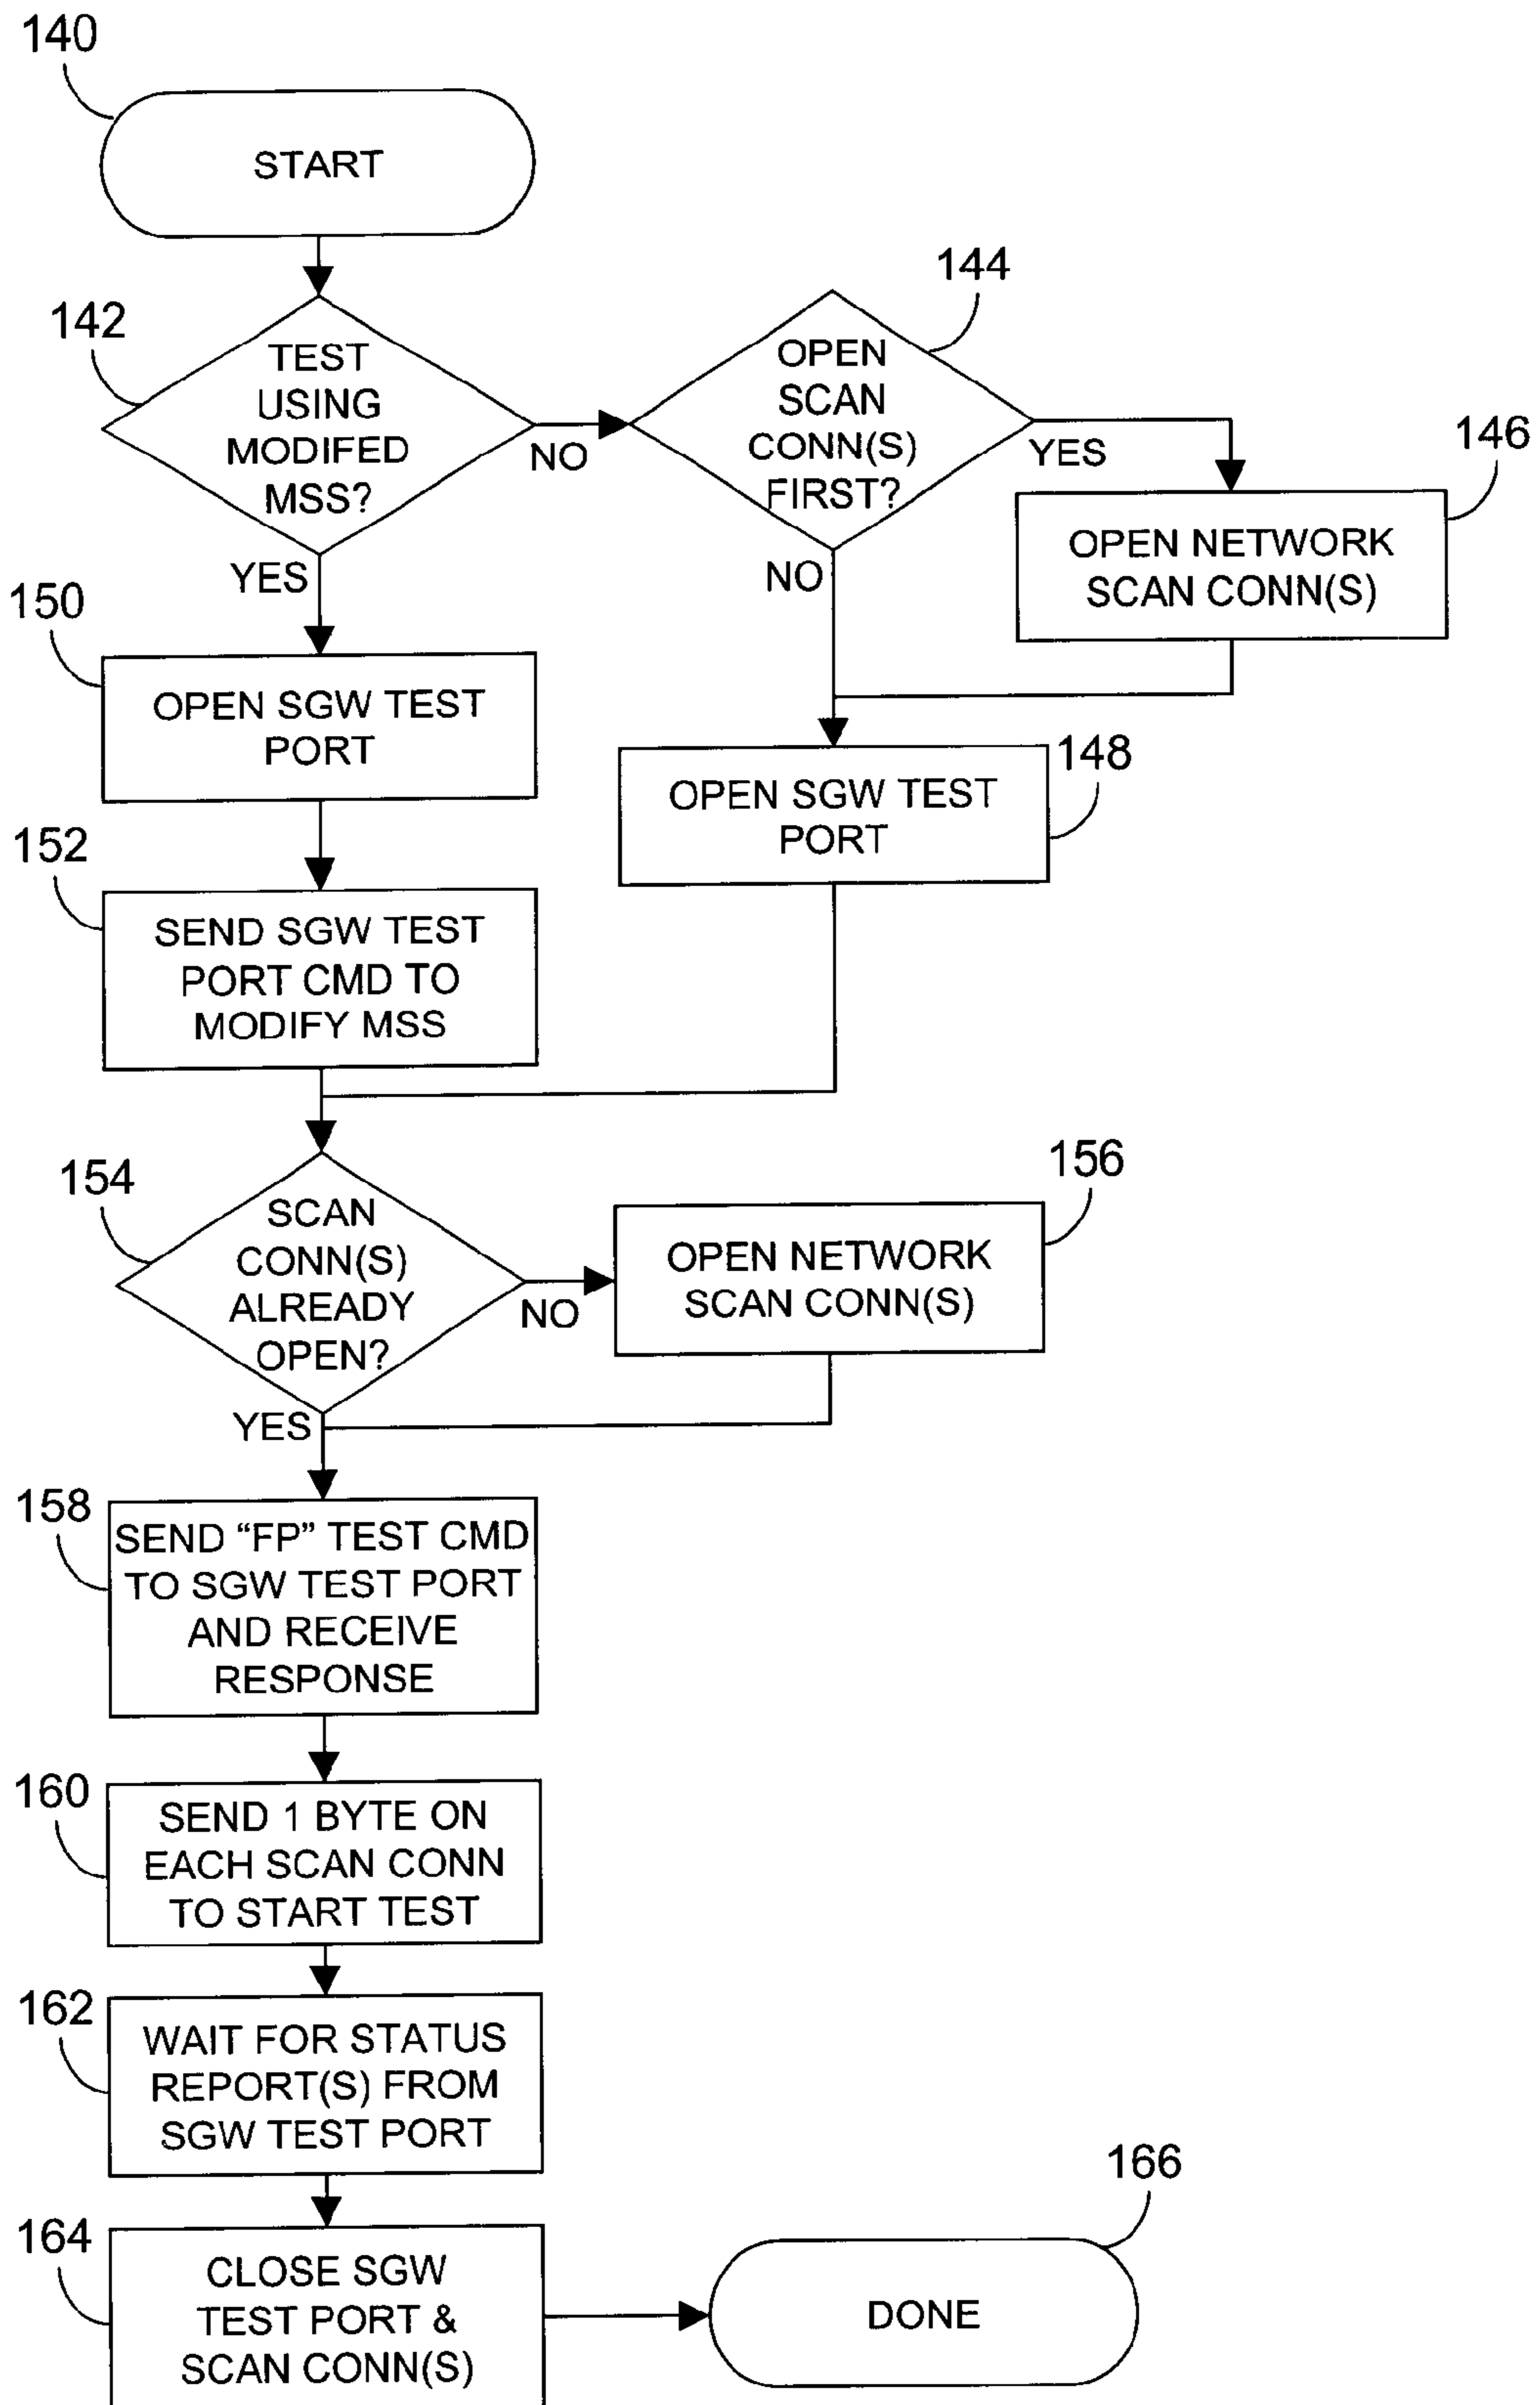 140
START
142
TEST
USING
MODIFED
MSS?
NO
YES
144
OPEN
SCAN
CONN(S)
FIRST?
YES
NO
146
OPEN NETWORK
SCAN CONN(S)
150
OPEN SGW TEST
PORT
148
OPEN SGW TEST
PORT
152
SEND SGW TEST
PORT CMD TO
MODIFY MSS
154
SCAN
CONN(S)
ALREADY
OPEN?
NO
YES
156
OPEN NETWORK
SCAN CONN(S)
158
SEND “FP” TEST CMD
TO SGW TEST PORT
AND RECEIVE
RESPONSE
160
SEND 1 BYTE ON
EACH SCAN CONN
TO START TEST
162
WAIT FOR STATUS
REPORT(S) FROM
SGW TEST PORT
164
CLOSE SGW
TEST PORT &
SCAN CONN(S)
166
DONE